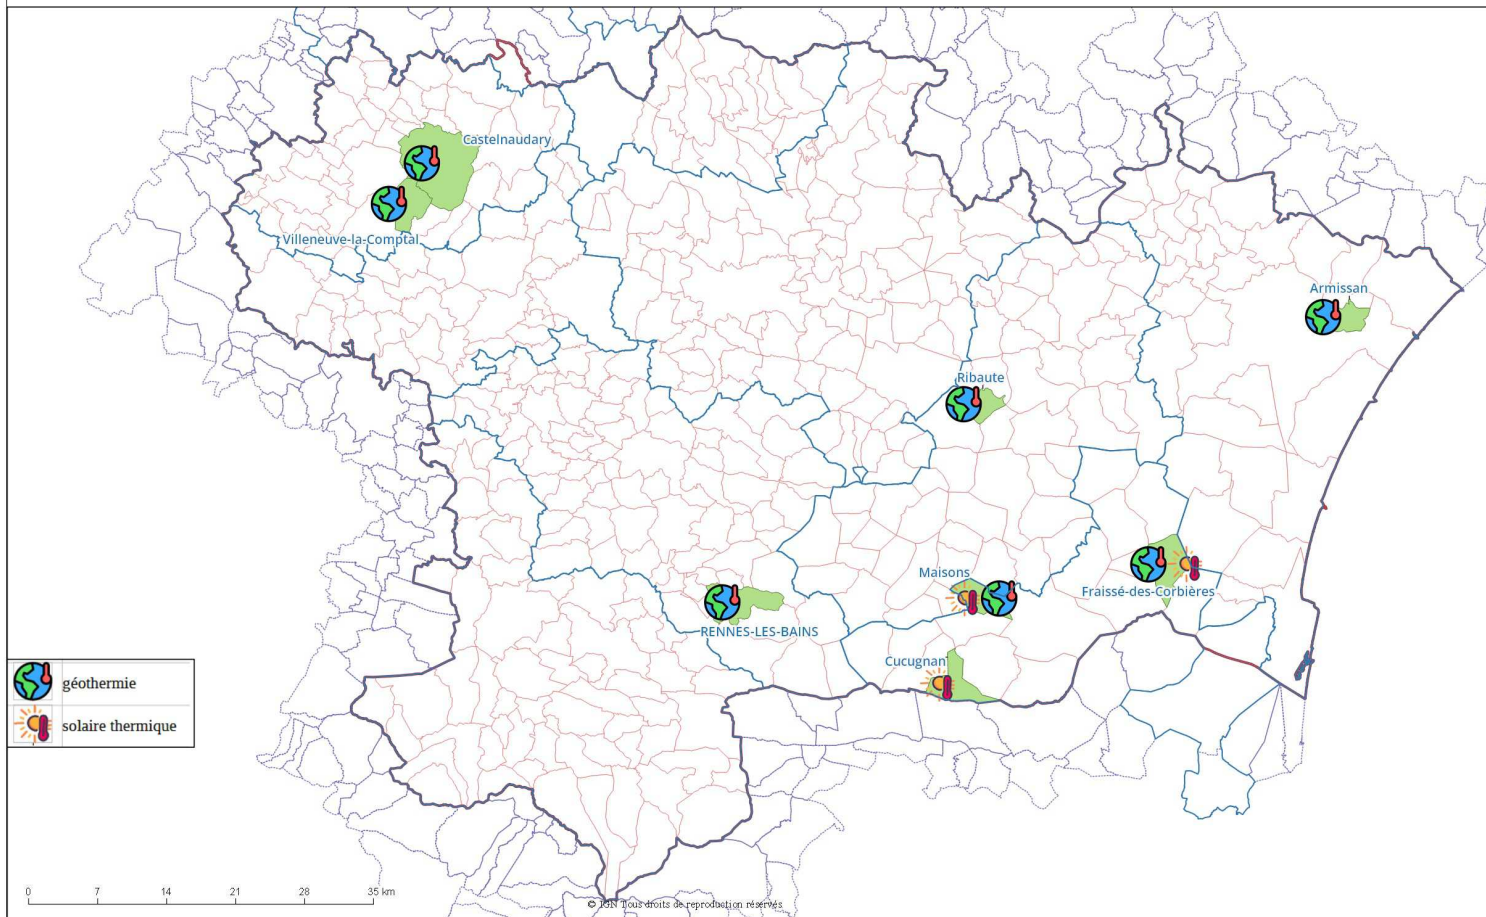 Castelnaudary
Villeneuve-la-Comptal
Armissan
Ribaute
Maisons
Fraissé-des-Corbières
RENNES-LES-BAINS
Cucugnan
géothermie
solaire thermique
0 7 14 21 28 35 km
© IGN Tous droits de reproduction réservés